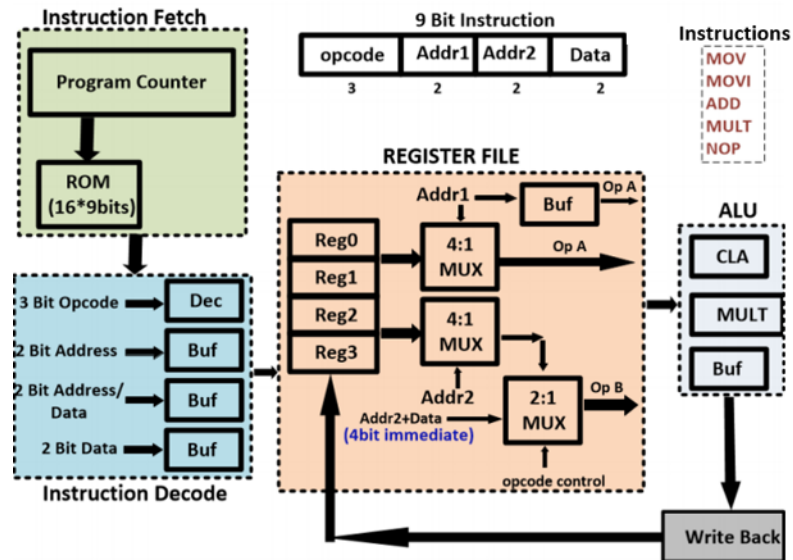 Instruction Fetch
Program Counter
ROM
(16*9bits)
9 Bit Instruction
opcode Addr1 Addr2 Data
3 2 2 2
Instructions
MOV
MOVI
ADD
MULT
NOP
3 Bit Opcode
Dec
2 Bit Address
Buf
2 Bit Address/
Data
Buf
2 Bit Data
Buf
Instruction Decode
REGISTER FILE
Addr1
Buf
Op A
Reg0
Reg1
Reg2
Reg3
4:1
MUX
Op A
4:1
MUX
Addr2
Addr2+Data
(4bit immediate)
2:1
MUX
Op B
opcode control
ALU
CLA
MULT
Buf
Write Back